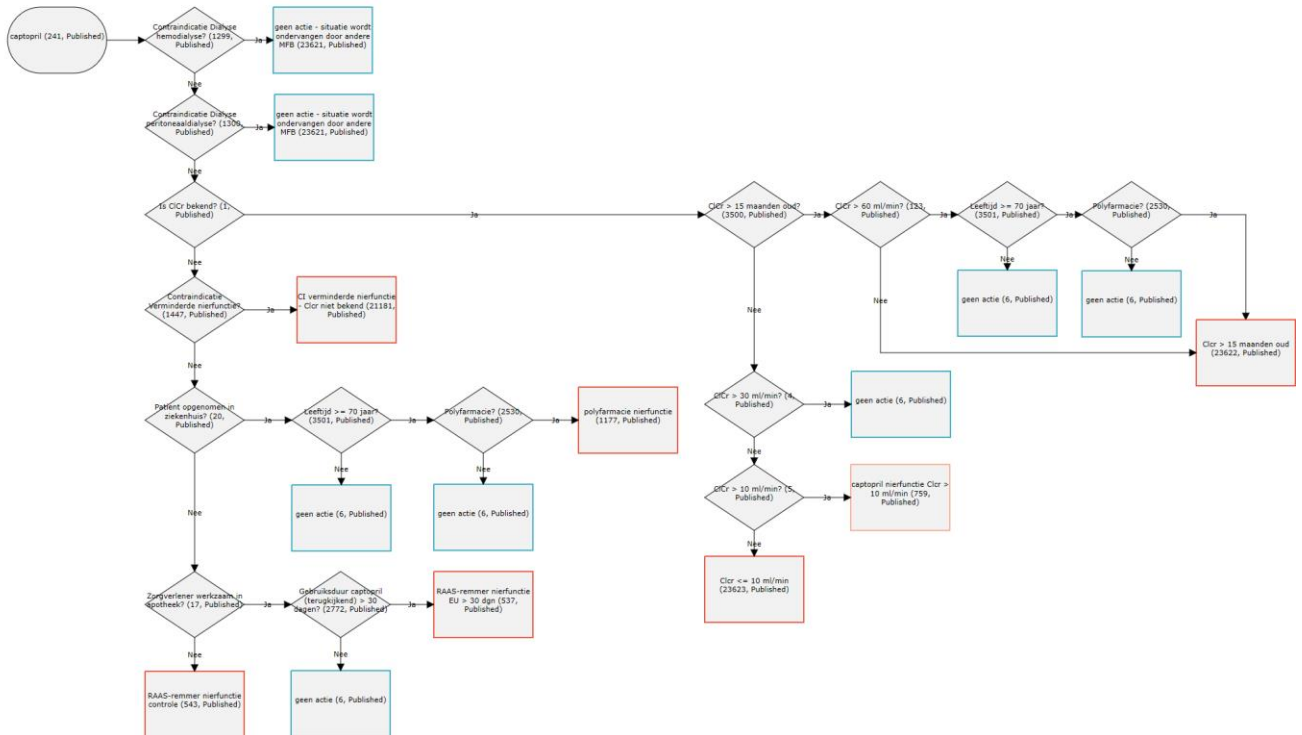 captopril (241, Published)
Contraindicatie Dialyse
hemodialyse? (1299,
Published)
Ja
geen actie - situatie wordt
ondervangen door andere
MFB (23621, Published)
Nee
Contraindicatie Dialyse
peritoneaaldialyse? (1300,
Published)
Ja
geen actie - situatie wordt
ondervangen door andere
MFB (23621, Published)
Nee
Is ClCr bekend? (1,
Published)
Ja
ClCr > 15 maanden oud?
(3500, Published)
Ja
ClCr > 60 ml/min? (123,
Published)
Ja
Leeftijd >= 70 jaar?
(3501, Published)
Ja
Polyfarmacie? (2530,
Published)
Ja
Nee
Nee
geen actie (6, Published)
geen actie (6, Published)
Nee
Clcr > 15 maanden oud
(23622, Published)
Nee
Contraindicatie
Verminderde nierfunctie?
(1447, Published)
Ja
CI verminderde nierfunctie
- Clcr niet bekend (21181,
Published)
Nee
Nee
ClCr > 30 ml/min? (4,
Published)
Ja
geen actie (6, Published)
Nee
ClCr > 10 ml/min? (5,
Published)
Ja
captopril nierfunctie Clcr >
10 ml/min (759,
Published)
Nee
Clcr <= 10 ml/min
(23623, Published)
Patient opgenomen in
ziekenhuis? (20,
Published)
Ja
Leeftijd >= 70 jaar?
(3501, Published)
Ja
Polyfarmacie? (2530,
Published)
Ja
polyfarmacie nierfunctie
(1177, Published)
Nee
Nee
geen actie (6, Published)
geen actie (6, Published)
Nee
Zorgverlener werkzaam in
apotheek? (17, Published)
Ja
Gebruiksduur captopril
(terugkijkend) > 30
dagen? (2772, Published)
Ja
RAAS-remmer nierfunctie
EU > 30 dgn (537,
Published)
Nee
Nee
RAAS-remmer nierfunctie
controle (543, Published)
geen actie (6, Published)